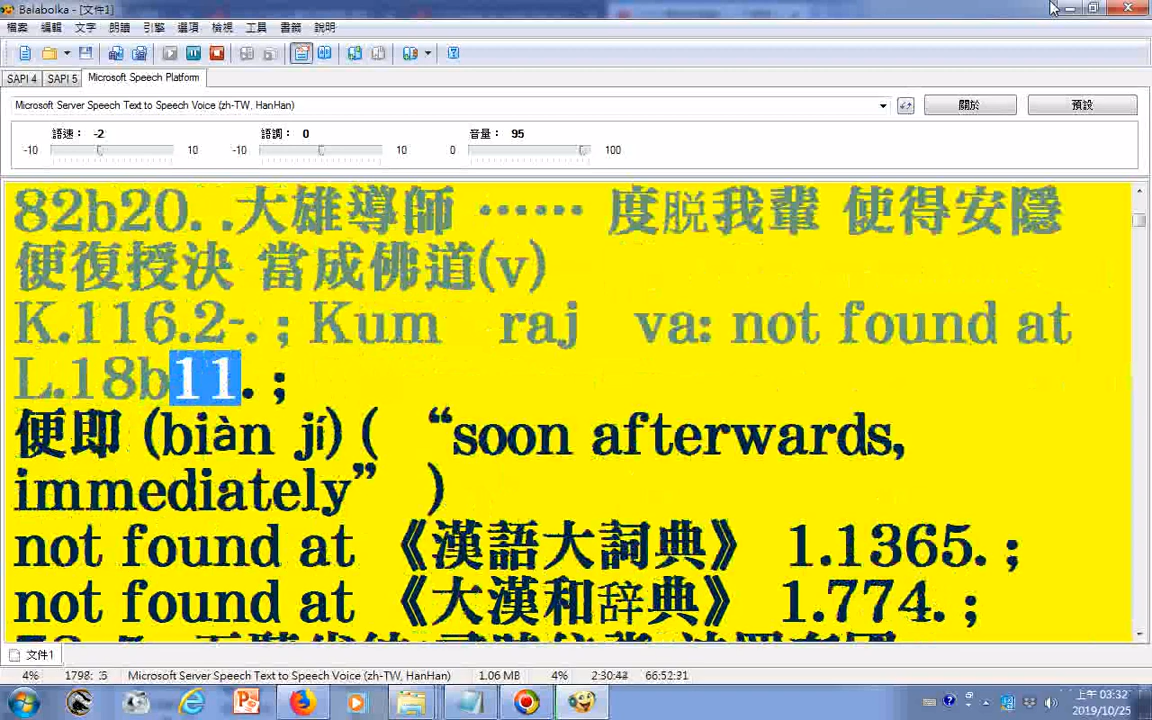 Balabolka - [文件1]
檔案 編輯 文字 朗讀 引擎 選項 檢視 工具 書籤 說明
SAPI 4 SAPI 5 Microsoft Speech Platform
Microsoft Server Speech Text to Speech Voice (zh-TW, HanHan)
關於 預設
語速： -2 語調： 0 音量： 95
-10 10 -10 10 0 100
82b20. .大雄導師 …… 度脱我輩 使得安隱
便復授決 當成佛道(v)
K.116.2-. ; Kum raj va: not found at
L.18b11. ;
便即 (biàn jí) ( “soon afterwards,
immediately” )
not found at 《漢語大詞典》 1.1365. ;
not found at 《大漢和辞典》 1.774. ;
文件1
4% Microsoft Server Speech Text to Speech Voice (zh-TW, HanHan) 1.06 MB 4% 66:52:31
上午 03:32
2019/10/25